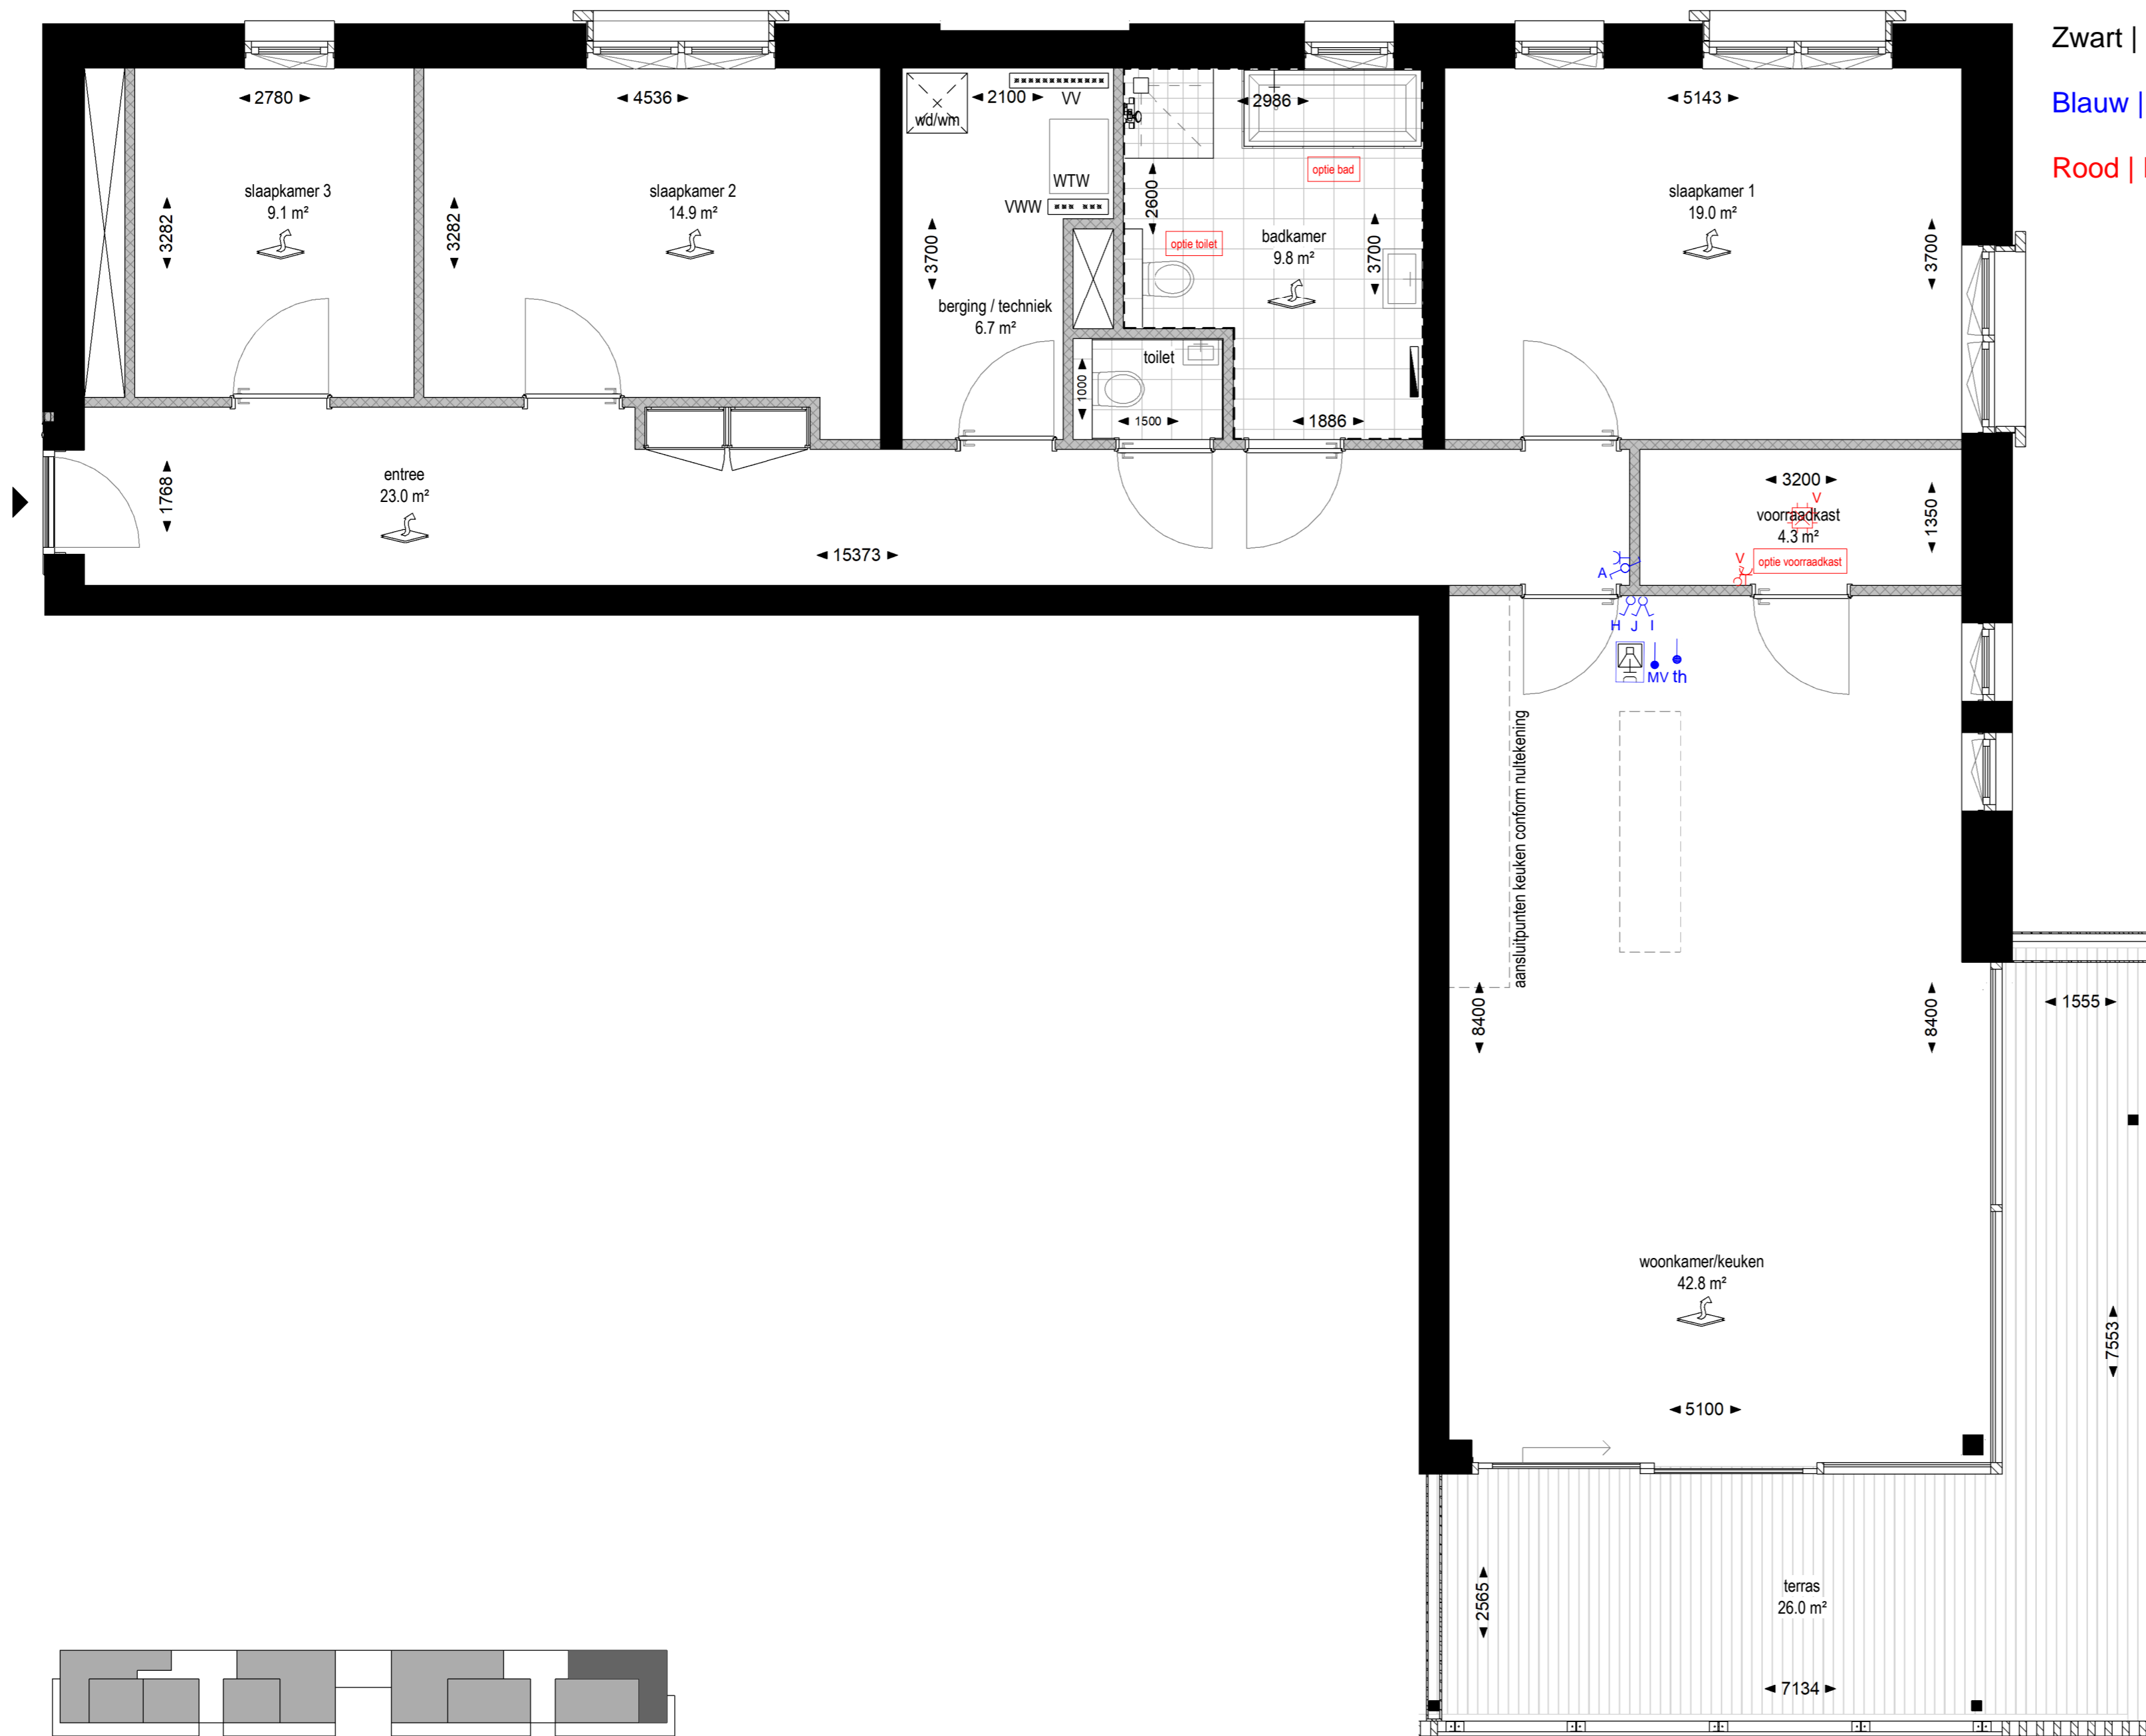 Zwart |
Blauw |
Rood |
2780
4536
2100
VV
2986
5143
wd/wm
WTW
VWW
optie bad
slaapkamer 3
9.1 m²
3282
slaapkamer 2
14.9 m²
3282
2600
slaapkamer 1
19.0 m²
3700
optie toilet
badkamer
9.8 m²
3700
3700
berging / techniek
6.7 m²
toilet
1000
1500
1886
entree
23.0 m²
1768
15373
3200
V
voorraadkast
4.3 m²
1350
optie voorraadkast
V
A
H J I
MV th
aansluitpunten keuken conform nultekening
8400
8400
1555
woonkamer/keuken
42.8 m²
7553
5100
2565
terras
26.0 m²
7134